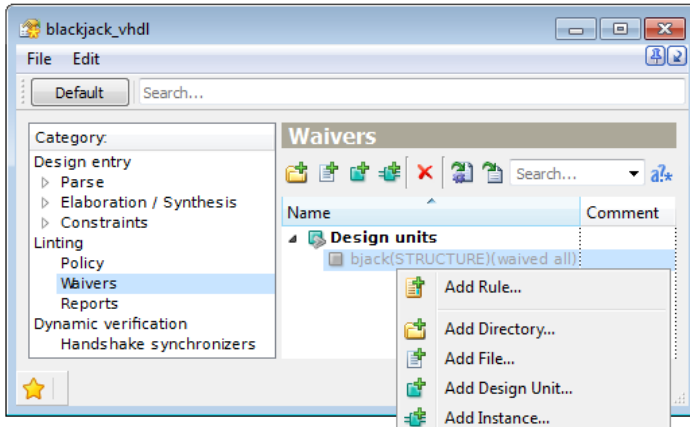 blackjack_vhdl
File Edit
Default Search...
Category:
Design entry
Parse
Elaboration / Synthesis
Constraints
Linting
Policy
Waivers
Reports
Dynamic verification
Handshake synchronizers
Waivers
Search...
a?*
Name Comment
Design units
bjack(STRUCTURE)(waived all)
Add Rule...
Add Directory...
Add File...
Add Design Unit...
Add Instance...